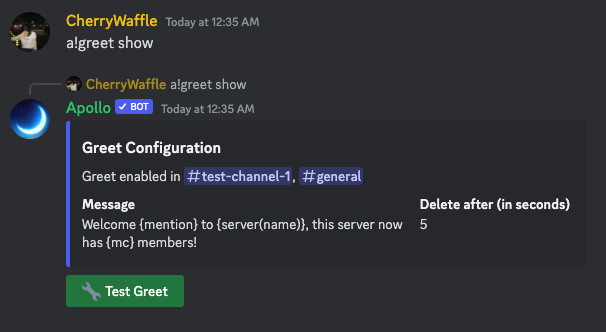 CherryWaffle Today at 12:35 AM
a!greet show
CherryWaffle a!greet show
Apollo ✓ BOT Today at 12:35 AM
Greet Configuration
Greet enabled in #test-channel-1, #general
Message Delete after (in seconds)
Welcome {mention} to {server(name)}, this server now 5
has {mc} members!
🔧 Test Greet